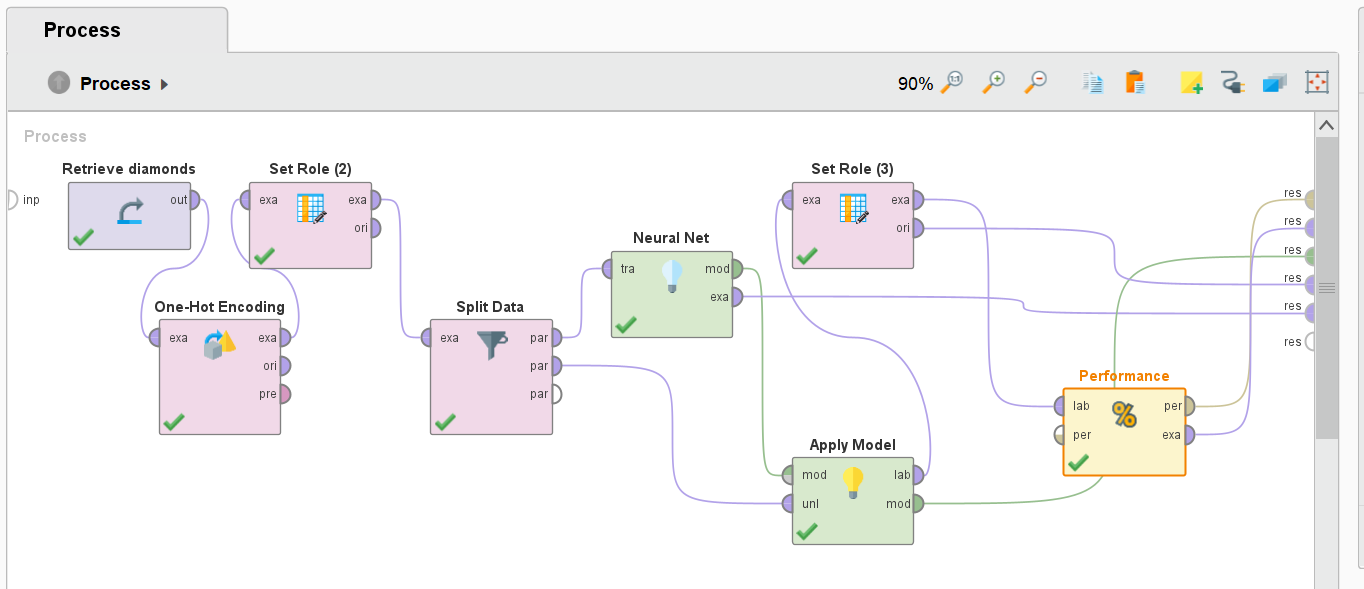 Process
Process
90%
Process
inp
Retrieve diamonds
out
Set Role (2)
exa exa
ori
One-Hot Encoding
exa exa
ori
pre
Split Data
exa par
par
par
Neural Net
tra mod
exa
Set Role (3)
exa exa
ori
Apply Model
mod lab
unl mod
Performance
lab per
per exa
res
res
res
res
res
res